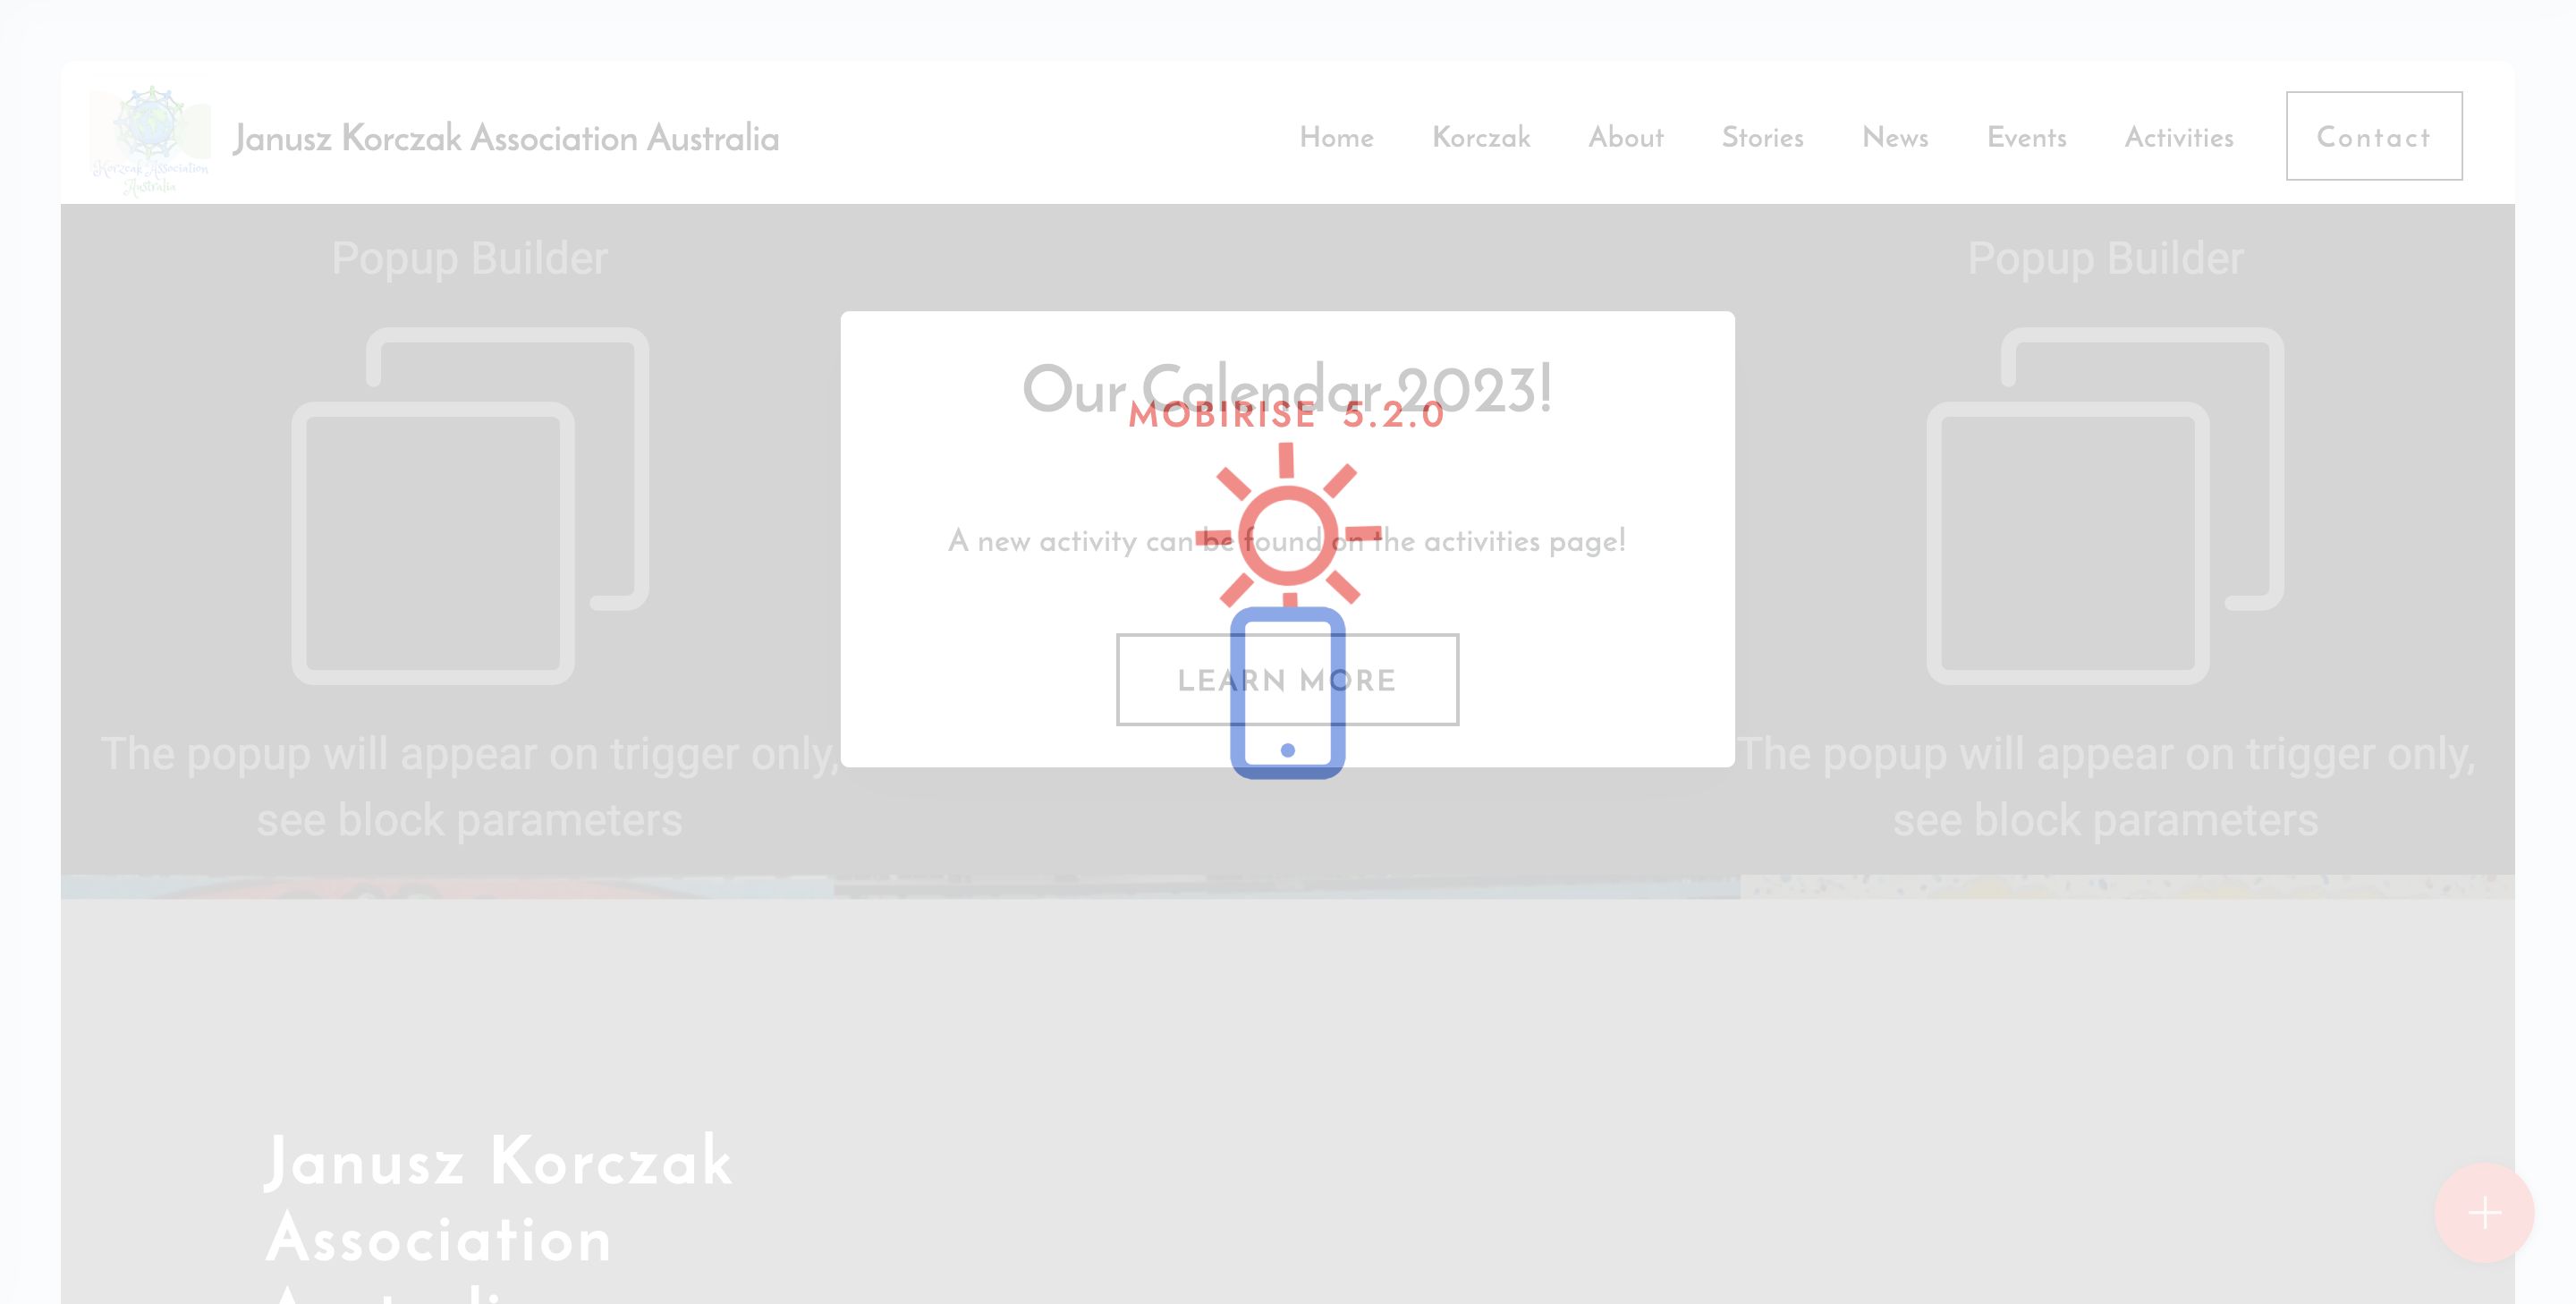 Korczak Association
Australia
Janusz Korczak Association Australia
Home Korczak About Stories News Events Activities Contact
Popup Builder
The popup will appear on trigger only,
see block parameters
Our Calendar 2023!
MOBIRISE 5.2.0
A new activity can be found on the activities page!
LEARN MORE
Popup Builder
The popup will appear on trigger only,
see block parameters
Janusz Korczak
Association